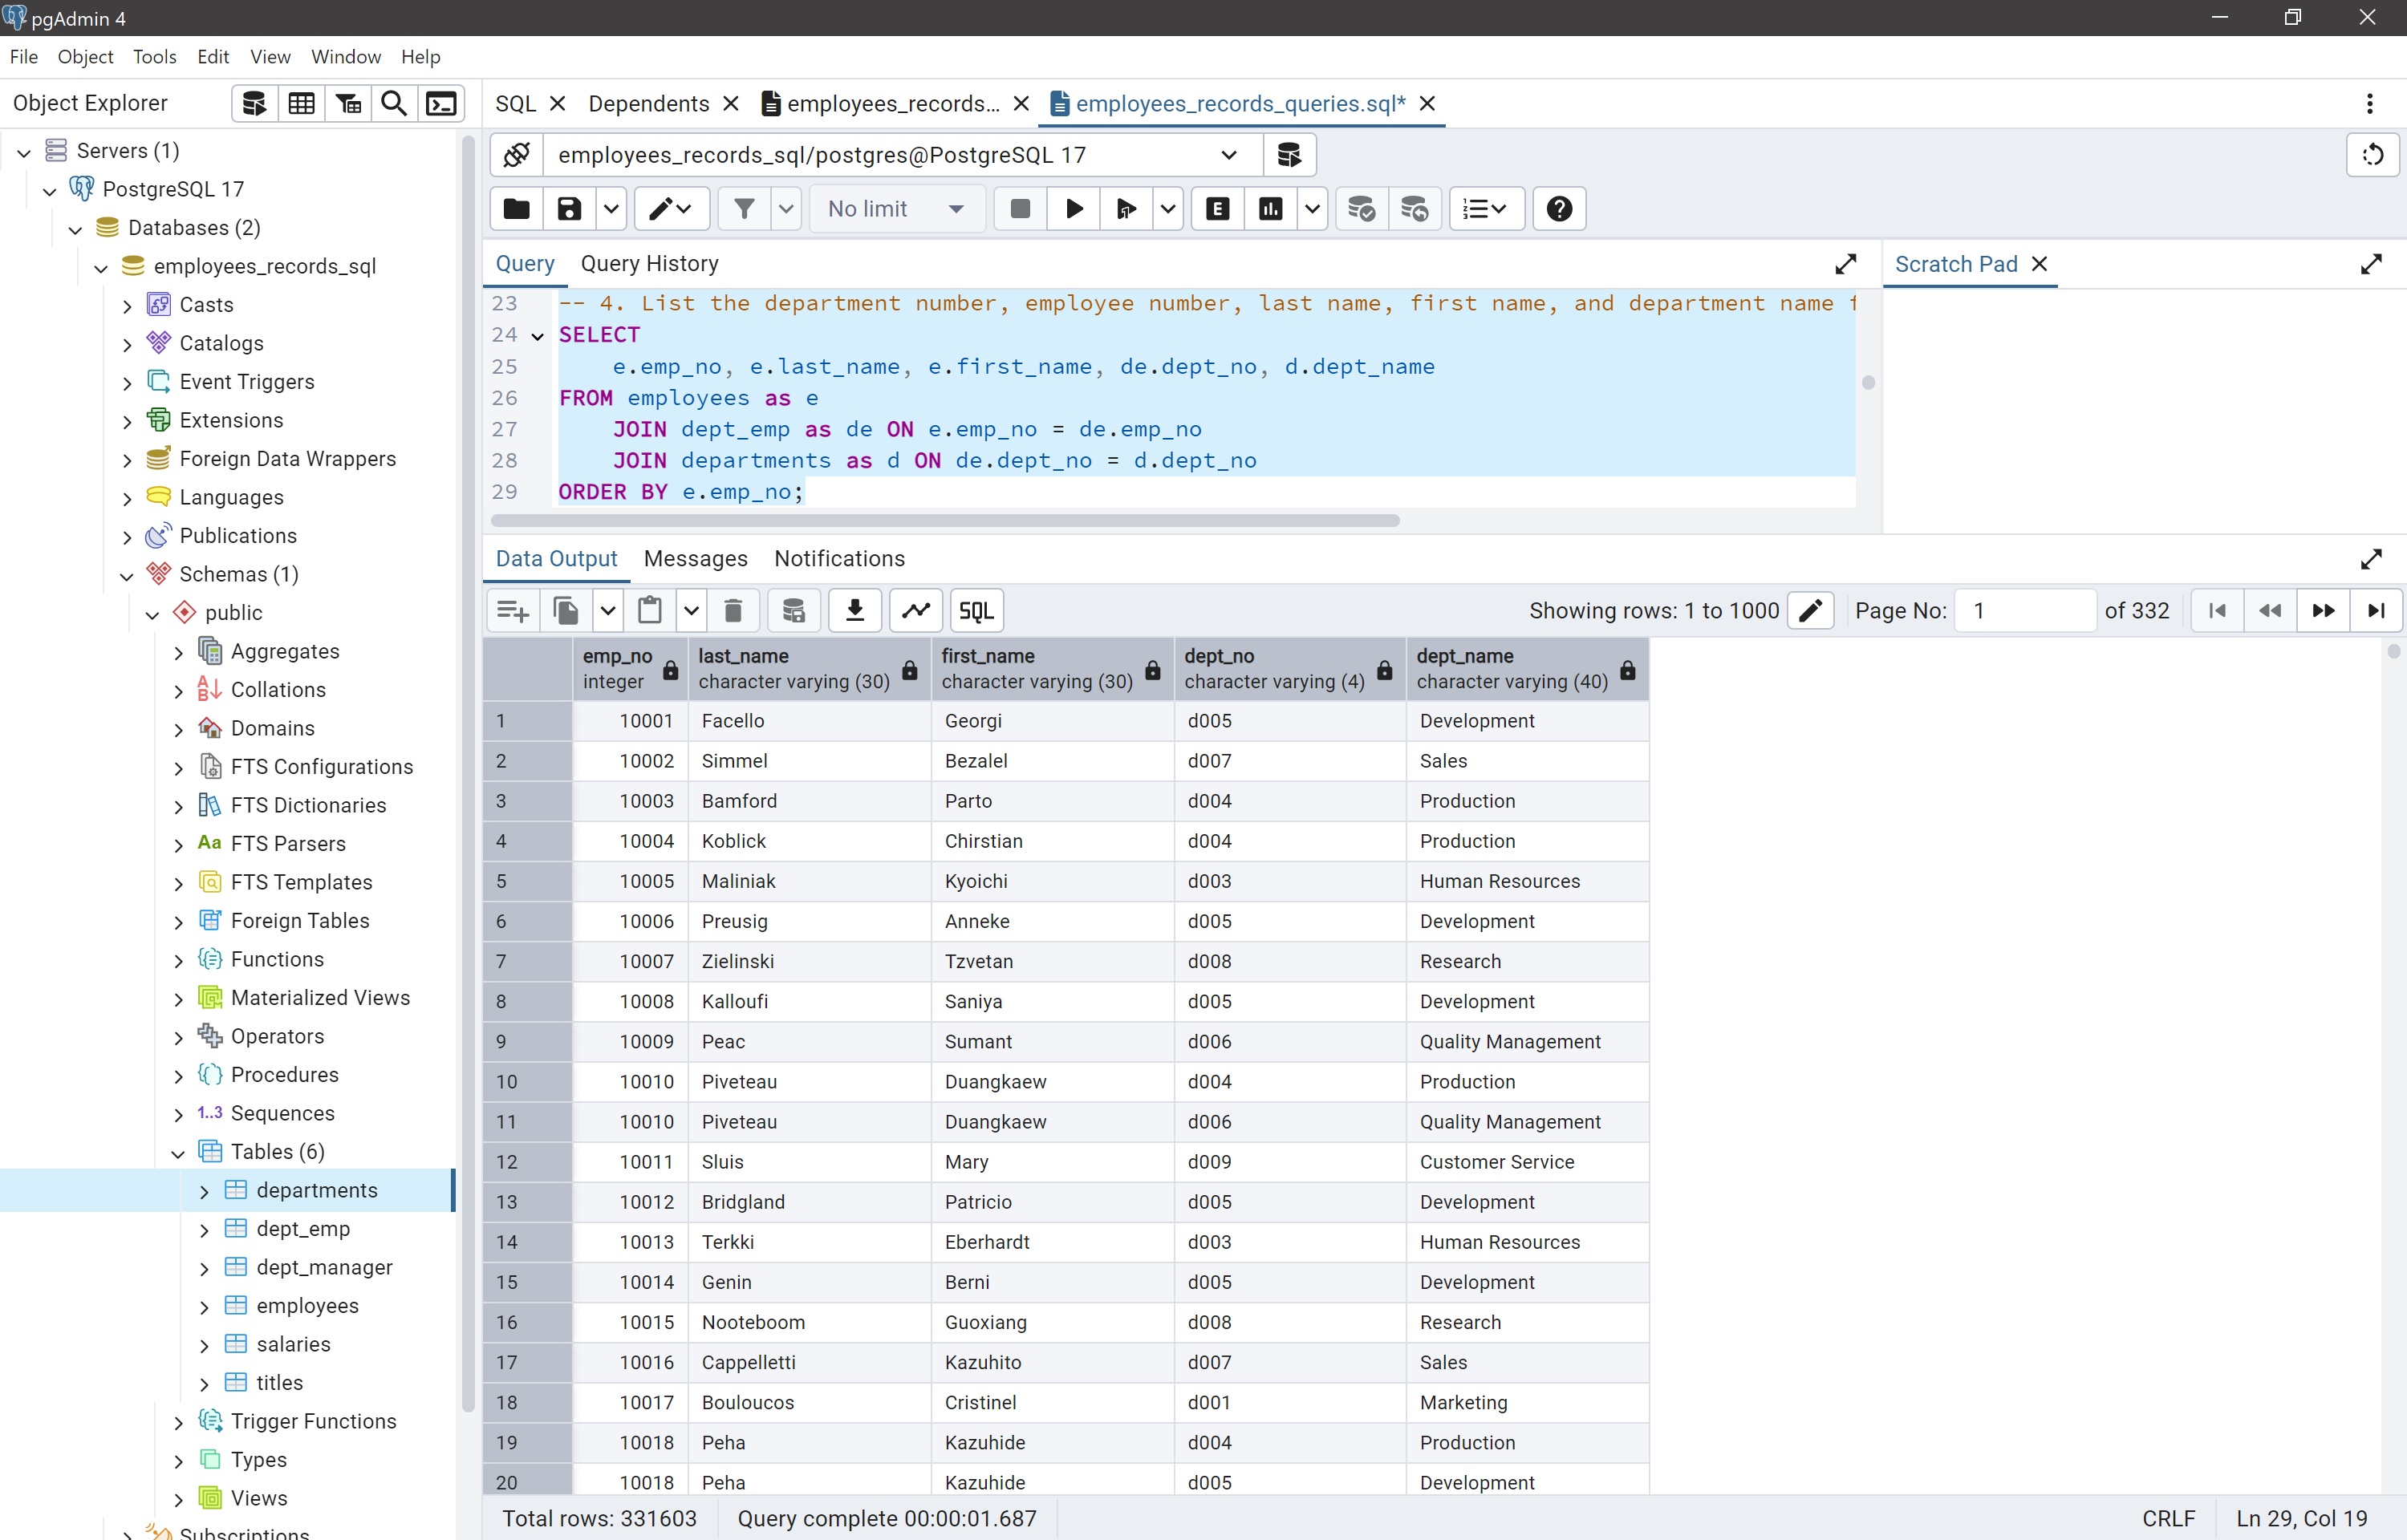 pgAdmin 4
File Object Tools Edit View Window Help
Object Explorer
Servers (1)
PostgreSQL 17
Databases (2)
employees_records_sql
Casts
Catalogs
Event Triggers
Extensions
Foreign Data Wrappers
Languages
Publications
Schemas (1)
public
Aggregates
Collations
Domains
FTS Configurations
FTS Dictionaries
Aa FTS Parsers
FTS Templates
Foreign Tables
Functions
Materialized Views
Operators
Procedures
1..3 Sequences
Tables (6)
departments
dept_emp
dept_manager
employees
salaries
titles
Trigger Functions
Types
Views
Subscriptions
SQL Dependents employees_records... employees_records_queries.sql*
employees_records_sql/postgres@PostgreSQL 17
No limit E
Query Query History Scratch Pad
23 -- 4. List the department number, employee number, last name, first name, and department name f
24 SELECT
25 e.emp_no, e.last_name, e.first_name, de.dept_no, d.dept_name
26 FROM employees as e
27 JOIN dept_emp as de ON e.emp_no = de.emp_no
28 JOIN departments as d ON de.dept_no = d.dept_no
29 ORDER BY e.emp_no;
Data Output Messages Notifications
SQL Showing rows: 1 to 1000 Page No: 1 of 332
emp_no last_name first_name dept_no dept_name
integer character varying (30) character varying (30) character varying (4) character varying (40)
1 10001 Facello Georgi d005 Development
2 10002 Simmel Bezalel d007 Sales
3 10003 Bamford Parto d004 Production
4 10004 Koblick Chirstian d004 Production
5 10005 Maliniak Kyoichi d003 Human Resources
6 10006 Preusig Anneke d005 Development
7 10007 Zielinski Tzvetan d008 Research
8 10008 Kalloufi Saniya d005 Development
9 10009 Peac Sumant d006 Quality Management
10 10010 Piveteau Duangkaew d004 Production
11 10010 Piveteau Duangkaew d006 Quality Management
12 10011 Sluis Mary d009 Customer Service
13 10012 Bridgland Patricio d005 Development
14 10013 Terkki Eberhardt d003 Human Resources
15 10014 Genin Berni d005 Development
16 10015 Nooteboom Guoxiang d008 Research
17 10016 Cappelletti Kazuhito d007 Sales
18 10017 Bouloucos Cristinel d001 Marketing
19 10018 Peha Kazuhide d004 Production
20 10018 Peha Kazuhide d005 Development
Total rows: 331603 Query complete 00:00:01.687 CRLF Ln 29, Col 19